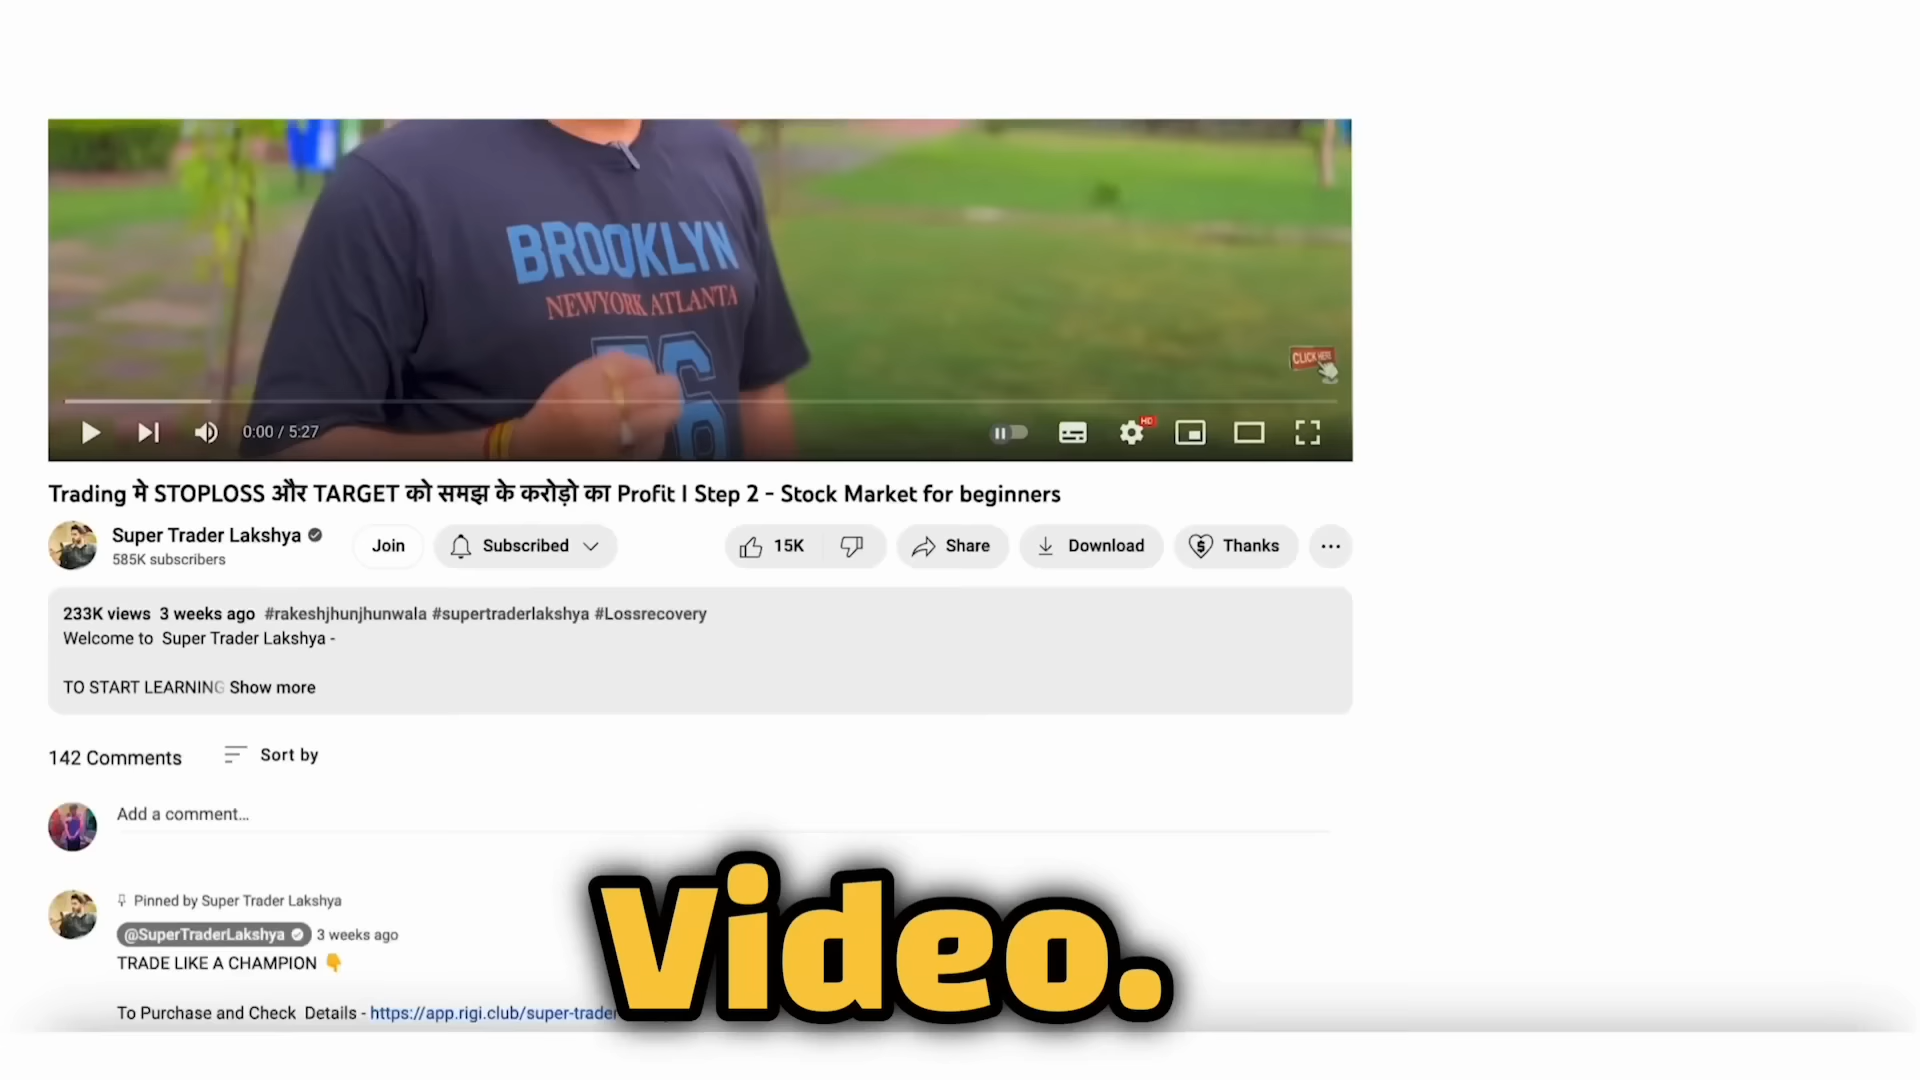 BROOKLYN
NEWYORK ATLANTA
76
CLICK HERE
HD
0:00 / 5:27
Trading मे STOPLOSS और TARGET को समझ के करोड़ो का Profit I Step 2 - Stock Market for beginners
Super Trader Lakshya
585K subscribers
Join
Subscribed
15K
Share
Download
Thanks
233K views 3 weeks ago #rakeshjhunjhunwala #supertraderlakshya #Lossrecovery
Welcome to Super Trader Lakshya -
TO START LEARNING Show more
142 Comments
Sort by
Add a comment...
Pinned by Super Trader Lakshya
@SuperTraderLakshya 3 weeks ago
TRADE LIKE A CHAMPION 👇
To Purchase and Check Details - https://app.rigi.club/super-trader
Video.